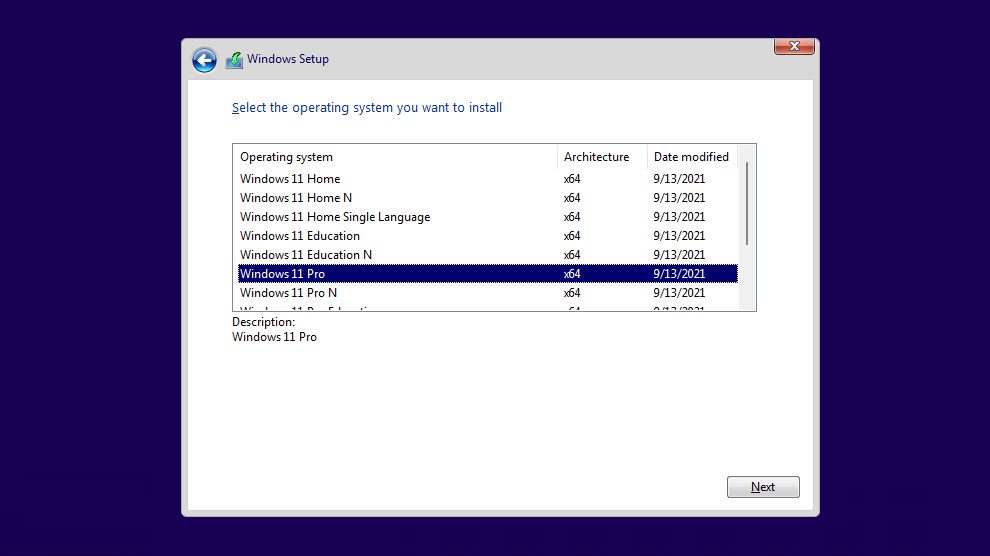 Windows Setup
Select the operating system you want to install
Operating system Architecture Date modified
Windows 11 Home x64 9/13/2021
Windows 11 Home N x64 9/13/2021
Windows 11 Home Single Language x64 9/13/2021
Windows 11 Education x64 9/13/2021
Windows 11 Education N x64 9/13/2021
Windows 11 Pro x64 9/13/2021
Windows 11 Pro N x64 9/13/2021
Description:
Windows 11 Pro
Next